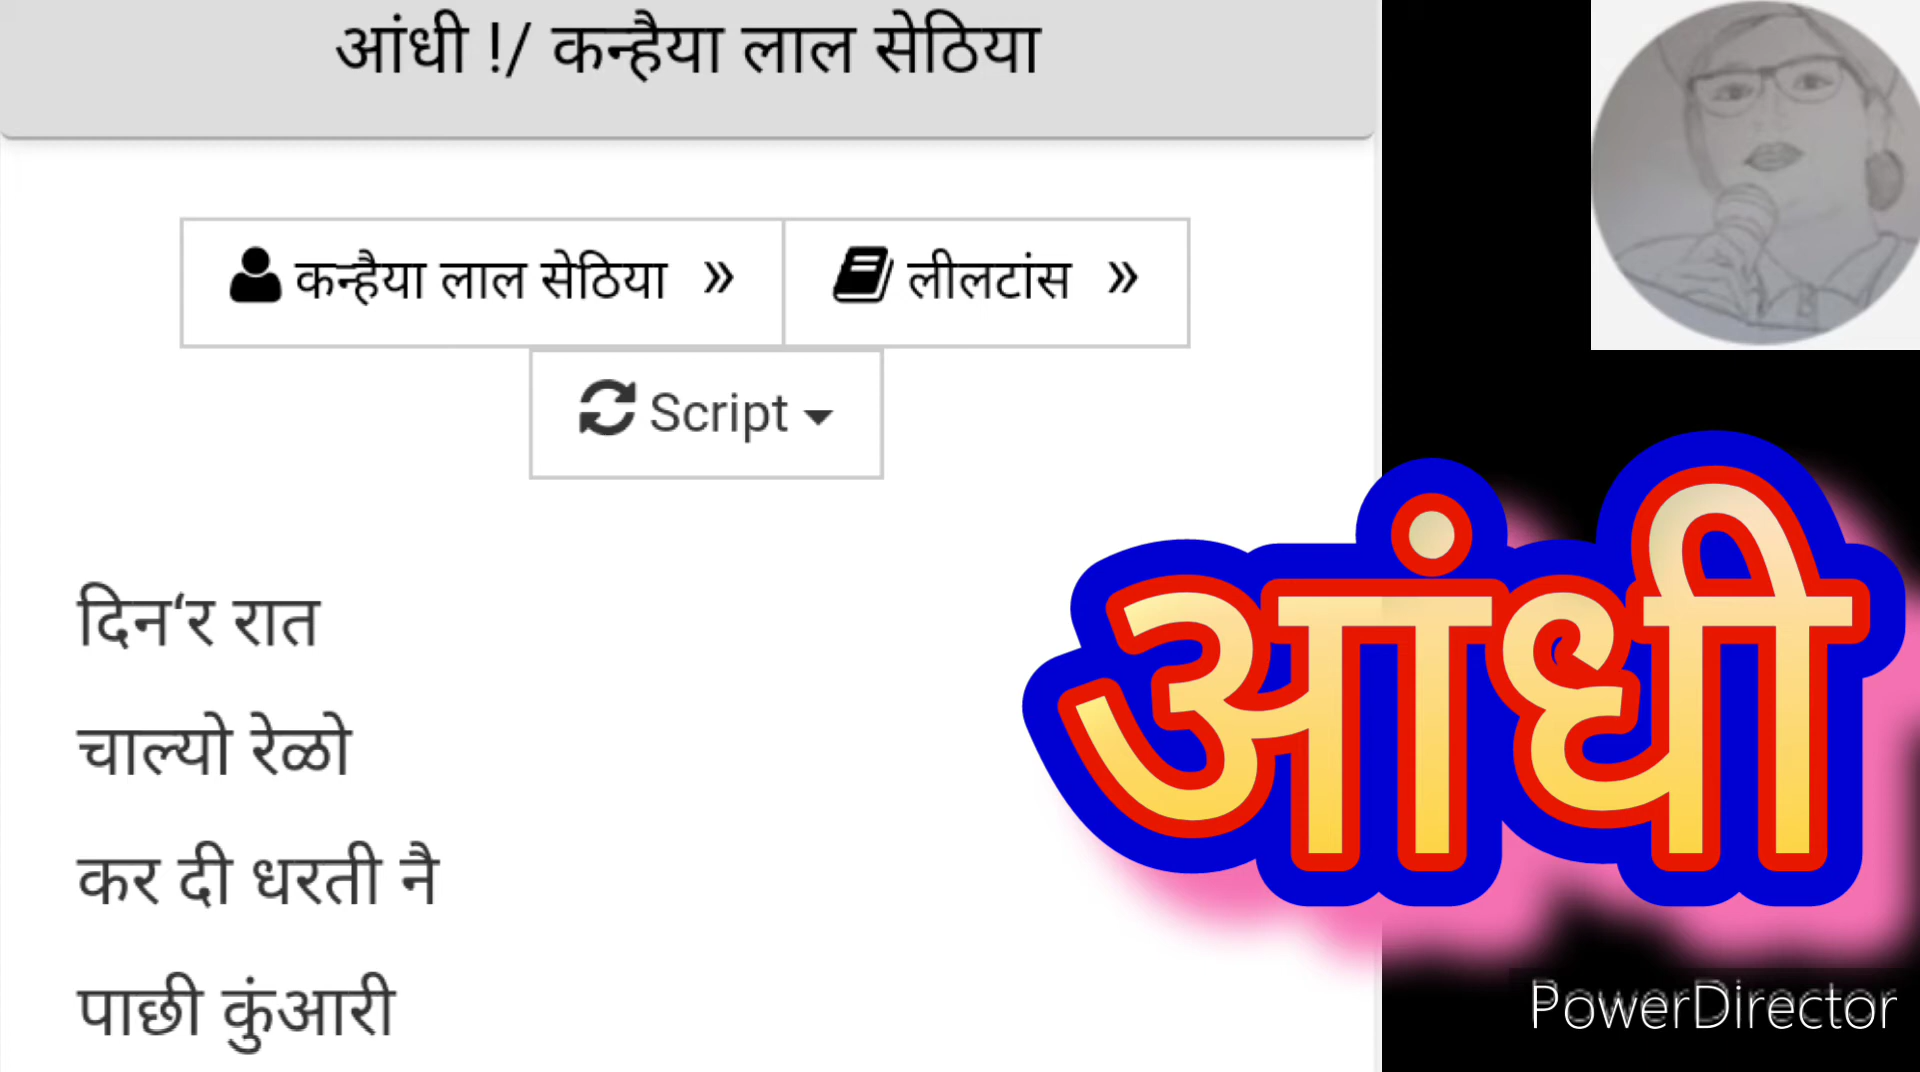 आंधी !/ कन्हैया लाल सेठिया
कन्हैया लाल सेठिया » लीलटांस »
Script
दिन‘र रात
चाल्यो रेळो
कर दी धरती नै
पाछी कुंआरी
आंधी
PowerDirector